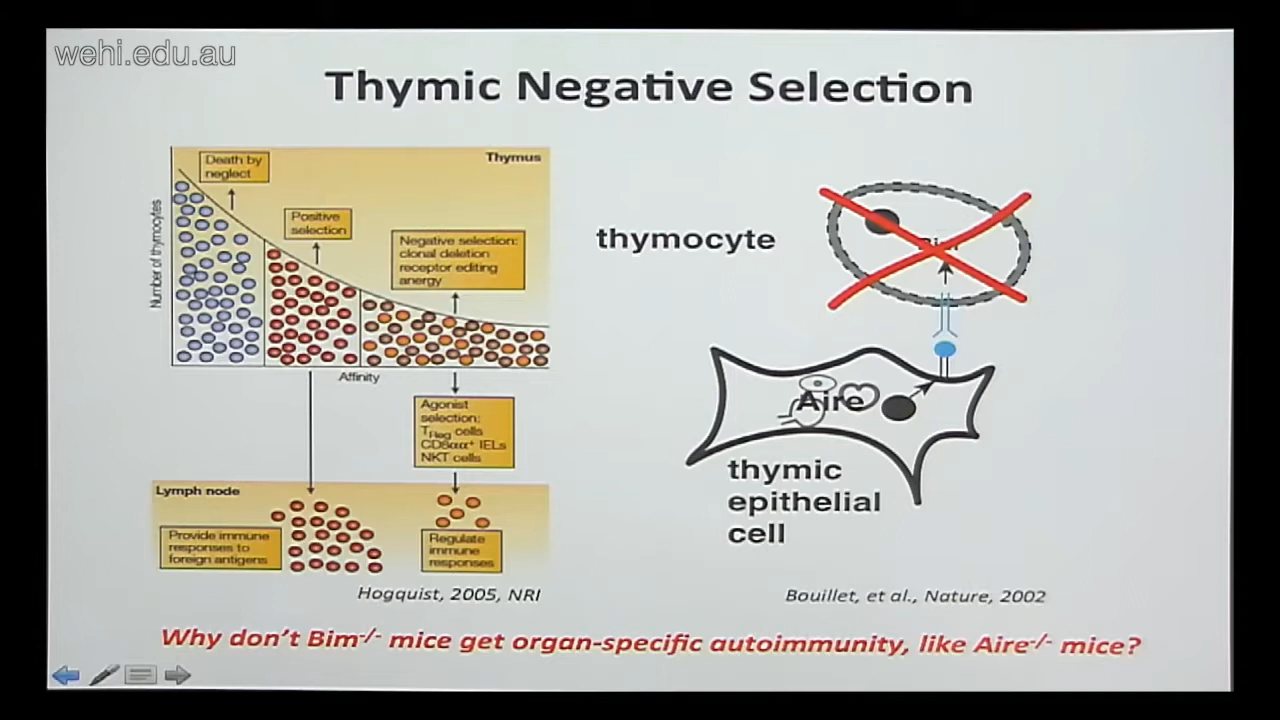 wehi.edu.au
Thymic Negative Selection
Death by
neglect
Thymus
Positive
selection
Negative selection:
clonal deletion
receptor editing
anergy
Number of thymocytes
Affinity
Agonist
selection:
TReg cells
CD8αα⁺ IELs
NKT cells
Lymph node
Provide immune
responses to
foreign antigens
Regulate
immune
responses
Hogquist, 2005, NRI
thymocyte
Aire
thymic
epithelial
cell
Bouillet, et al., Nature, 2002
Why don't Bim⁻/⁻ mice get organ-specific autoimmunity, like Aire⁻/⁻ mice?